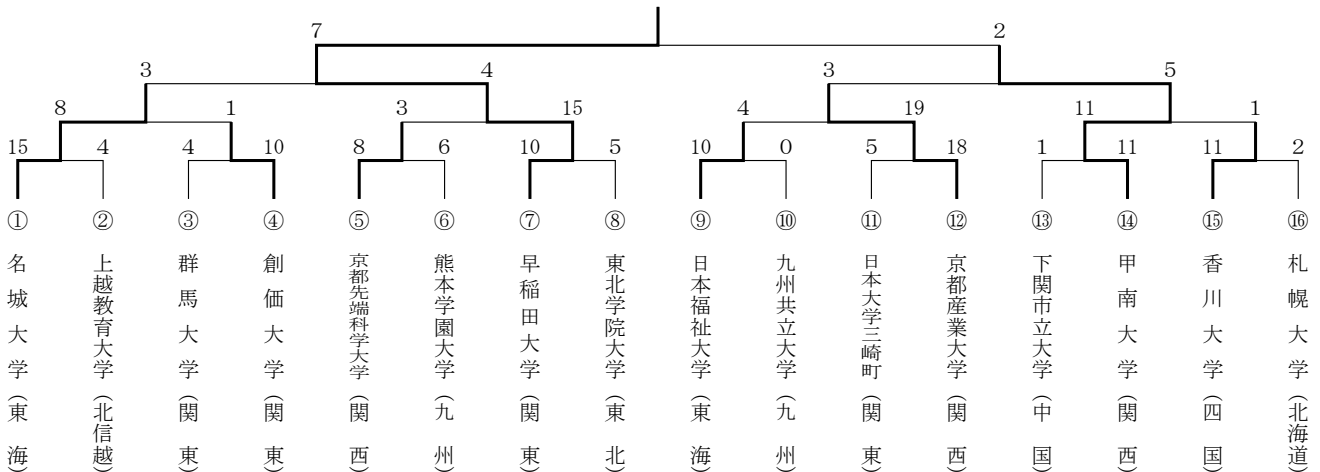 7 2
3 4 3 5
8 1 3 15 4 19 11 1
15 4 4 10 8 6 10 5 10 0 5 18 1 11 11 2
① ② ③ ④ ⑤ ⑥ ⑦ ⑧ ⑨ ⑩ ⑪ ⑫ ⑬ ⑭ ⑮ ⑯
名城大学(東海)
上越教育大学(北信越)
群馬大学(関東)
創価大学(関東)
京都先端科学大学(関西)
熊本学園大学(九州)
早稲田大学(関東)
東北学院大学(東北)
日本福祉大学(東海)
九州共立大学(九州)
日本大学三崎町(関東)
京都産業大学(関西)
下関市立大学(中国)
甲南大学(関西)
香川大学(四国)
札幌大学(北海道)